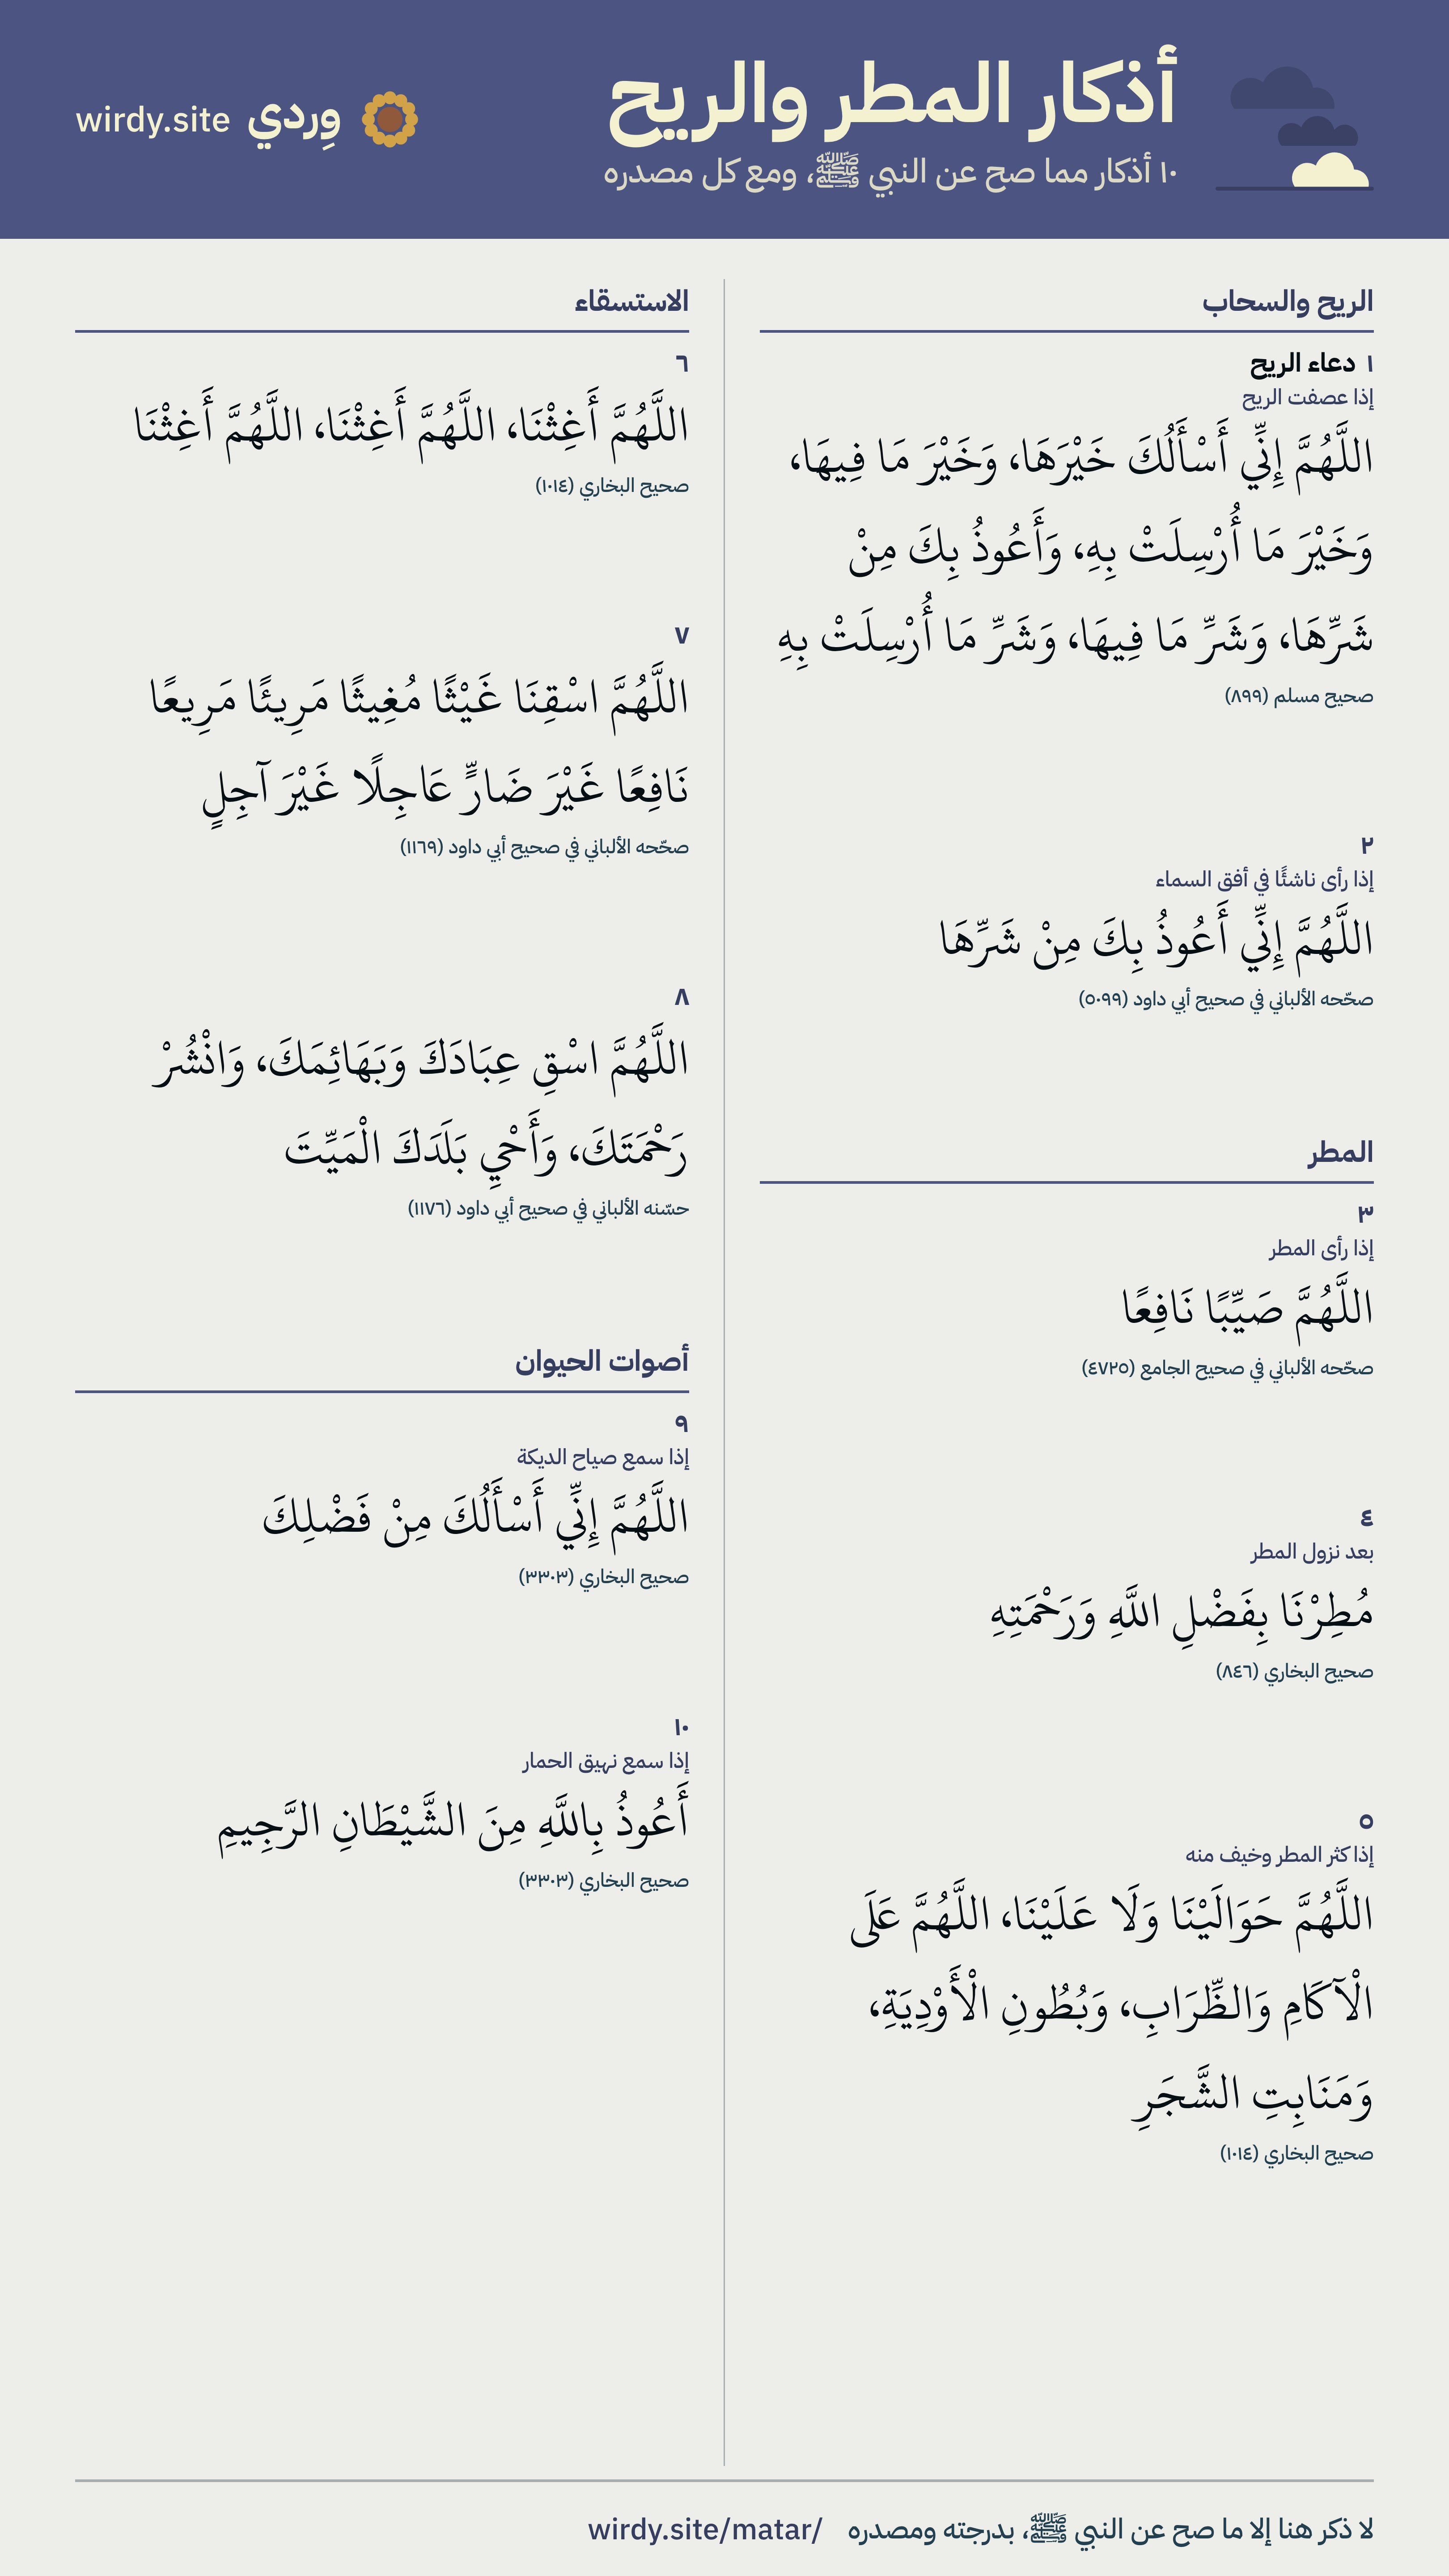 أذكار المطر والريح
١٠ أذكار مما صح عن النبي ﷺ، ومع كل مصدره
وِردي wirdy.site
الريح والسحاب
١ دعاء الريح
إذا عصفت الريح
اللَّهُمَّ إِنِّي أَسْأَلُكَ خَيْرَهَا، وَخَيْرَ مَا فِيهَا،
وَخَيْرَ مَا أُرْسِلَتْ بِهِ، وَأَعُوذُ بِكَ مِنْ
شَرِّهَا، وَشَرِّ مَا فِيهَا، وَشَرِّ مَا أُرْسِلَتْ بِهِ
صحيح مسلم (٨٩٩)
٢
إذا رأى ناشئًا في أفق السماء
اللَّهُمَّ إِنِّي أَعُوذُ بِكَ مِنْ شَرِّهَا
صحّحه الألباني في صحيح أبي داود (٥٠٩٩)
المطر
٣
إذا رأى المطر
اللَّهُمَّ صَيِّبًا نَافِعًا
صحّحه الألباني في صحيح الجامع (٤٧٢٥)
٤
بعد نزول المطر
مُطِرْنَا بِفَضْلِ اللَّهِ وَرَحْمَتِهِ
صحيح البخاري (٨٤٦)
٥
إذا كثر المطر وخيف منه
اللَّهُمَّ حَوَالَيْنَا وَلَا عَلَيْنَا، اللَّهُمَّ عَلَى
الْآكَامِ وَالظِّرَابِ، وَبُطُونِ الْأَوْدِيَةِ،
وَمَنَابِتِ الشَّجَرِ
صحيح البخاري (١٠١٤)
الاستسقاء
٦
اللَّهُمَّ أَغِثْنَا، اللَّهُمَّ أَغِثْنَا، اللَّهُمَّ أَغِثْنَا
صحيح البخاري (١٠١٤)
٧
اللَّهُمَّ اسْقِنَا غَيْثًا مُغِيثًا مَرِيئًا مَرِيعًا
نَافِعًا غَيْرَ ضَارٍّ عَاجِلًا غَيْرَ آجِلٍ
صحّحه الألباني في صحيح أبي داود (١١٦٩)
٨
اللَّهُمَّ اسْقِ عِبَادَكَ وَبَهَائِمَكَ، وَانْشُرْ
رَحْمَتَكَ، وَأَحْيِ بَلَدَكَ الْمَيِّتَ
حسّنه الألباني في صحيح أبي داود (١١٧٦)
أصوات الحيوان
٩
إذا سمع صياح الديكة
اللَّهُمَّ إِنِّي أَسْأَلُكَ مِنْ فَضْلِكَ
صحيح البخاري (٣٣٠٣)
١٠
إذا سمع نهيق الحمار
أَعُوذُ بِاللَّهِ مِنَ الشَّيْطَانِ الرَّجِيمِ
صحيح البخاري (٣٣٠٣)
لا ذكر هنا إلا ما صح عن النبي ﷺ، بدرجته ومصدره wirdy.site/matar/